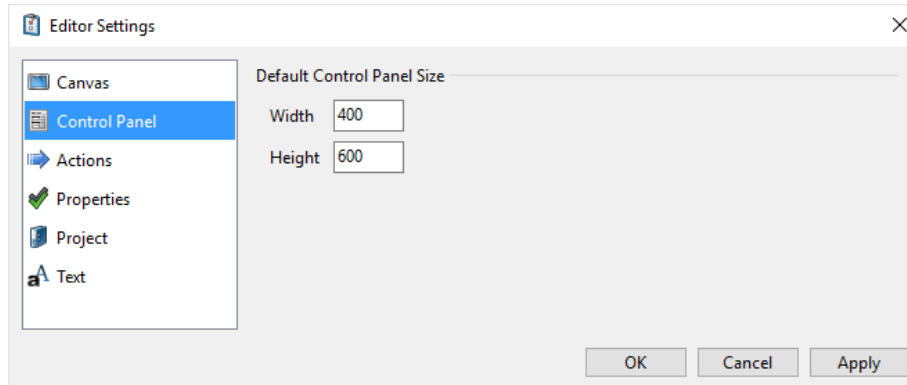 Editor Settings
Canvas
Control Panel
Actions
Properties
Project
aA Text
Default Control Panel Size
Width 400
Height 600
OK Cancel Apply